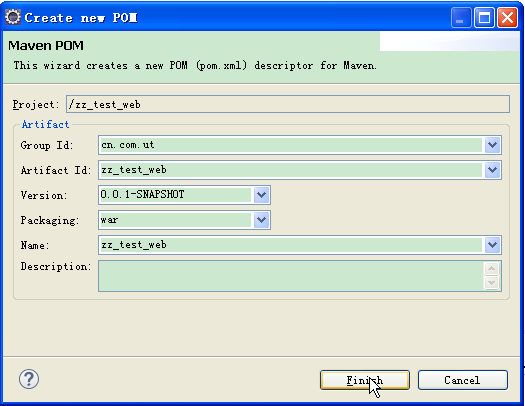 Create new POM
Maven POM
This wizard creates a new POM (pom.xml) descriptor for Maven.
Project: /zz_test_web
Artifact
Group Id: cn.com.ut
Artifact Id: zz_test_web
Version: 0.0.1-SNAPSHOT
Packaging: war
Name: zz_test_web
Description:
? Finish Cancel